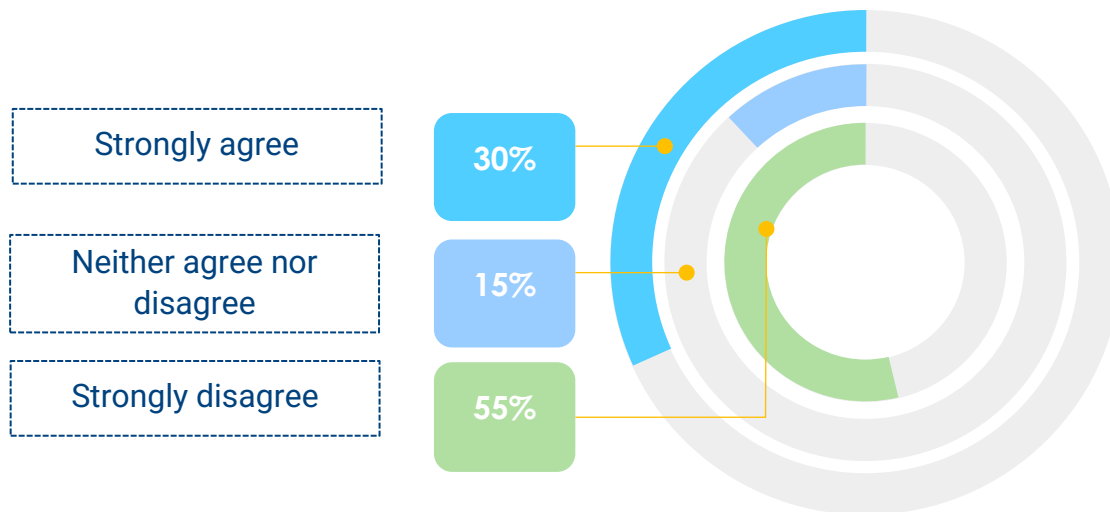 Strongly agree
30%
Neither agree nor
disagree
15%
Strongly disagree
55%